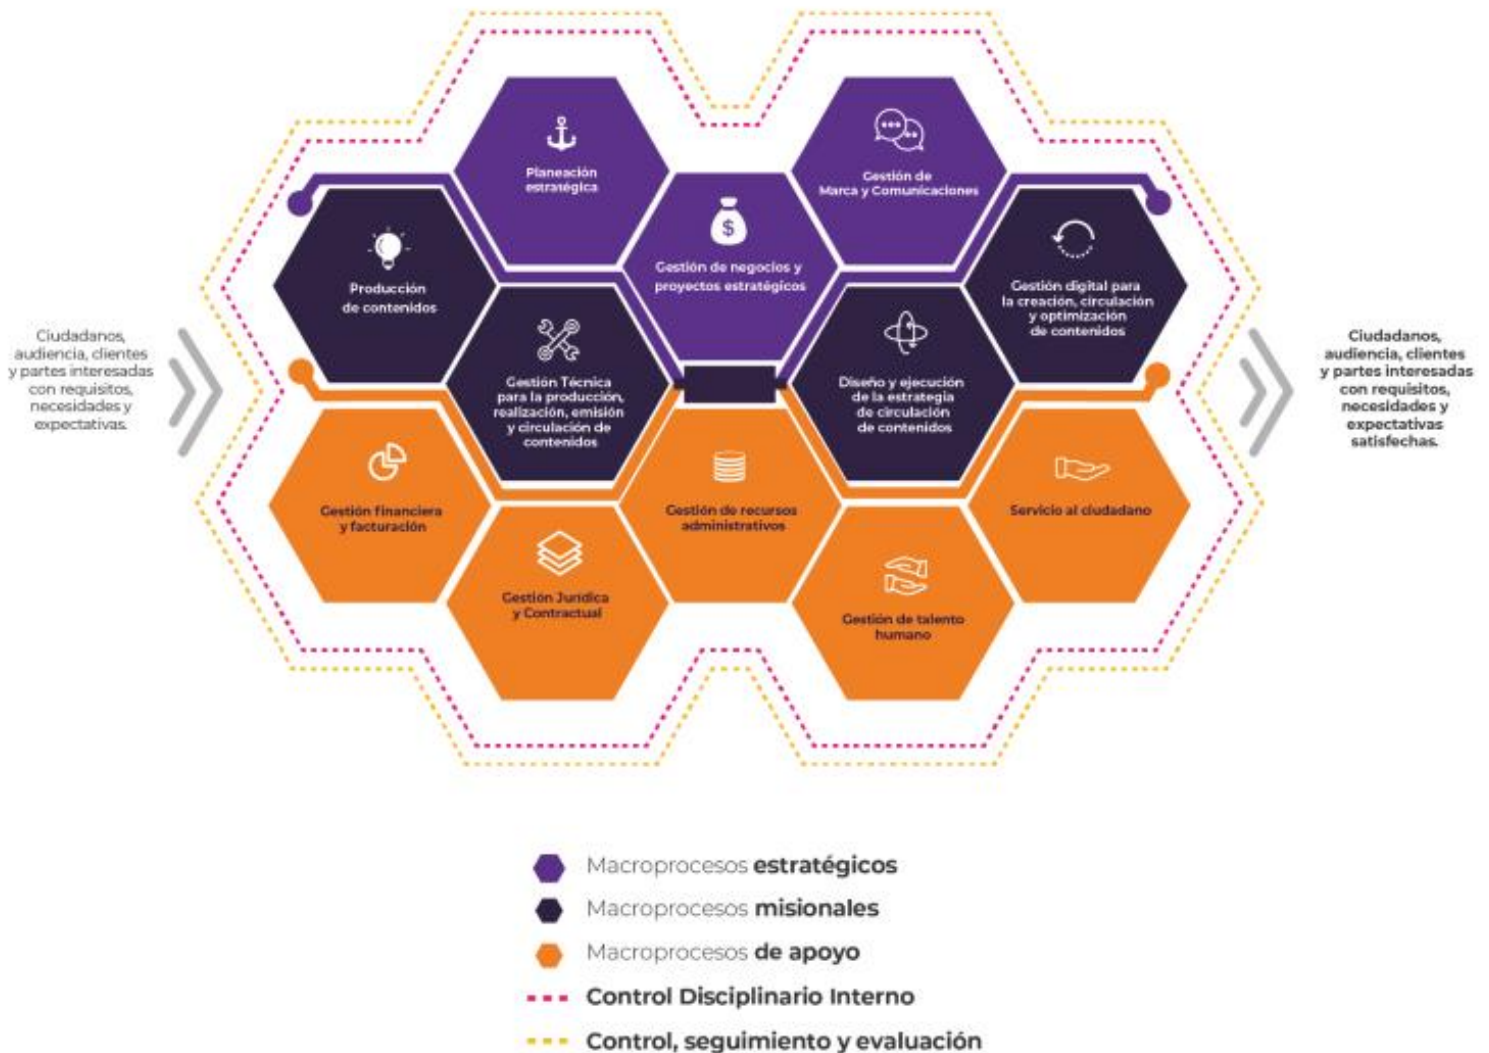 Planeación
estratégica
Gestión de
Marca y Comunicaciones
Gestión de negocios y
proyectos estratégicos
Producción
de contenidos
Gestión Técnica
para la producción,
realización, emisión
y circulación de
contenidos
Diseño y ejecución
de la estrategia
de circulación
de contenidos
Gestión digital para
la creación, circulación
y optimización
de contenidos
Ciudadanos,
audiencia, clientes
y partes interesadas
con requisitos,
necesidades y
expectativas.
Ciudadanos,
audiencia, clientes
y partes interesadas
con requisitos,
necesidades y
expectativas
satisfechas.
Gestión financiera
y facturación
Gestión Jurídica
y Contractual
Gestión de recursos
administrativos
Gestión de talento
humano
Servicio al ciudadano
Macroprocesos estratégicos
Macroprocesos misionales
Macroprocesos de apoyo
Control Disciplinario Interno
Control, seguimiento y evaluación